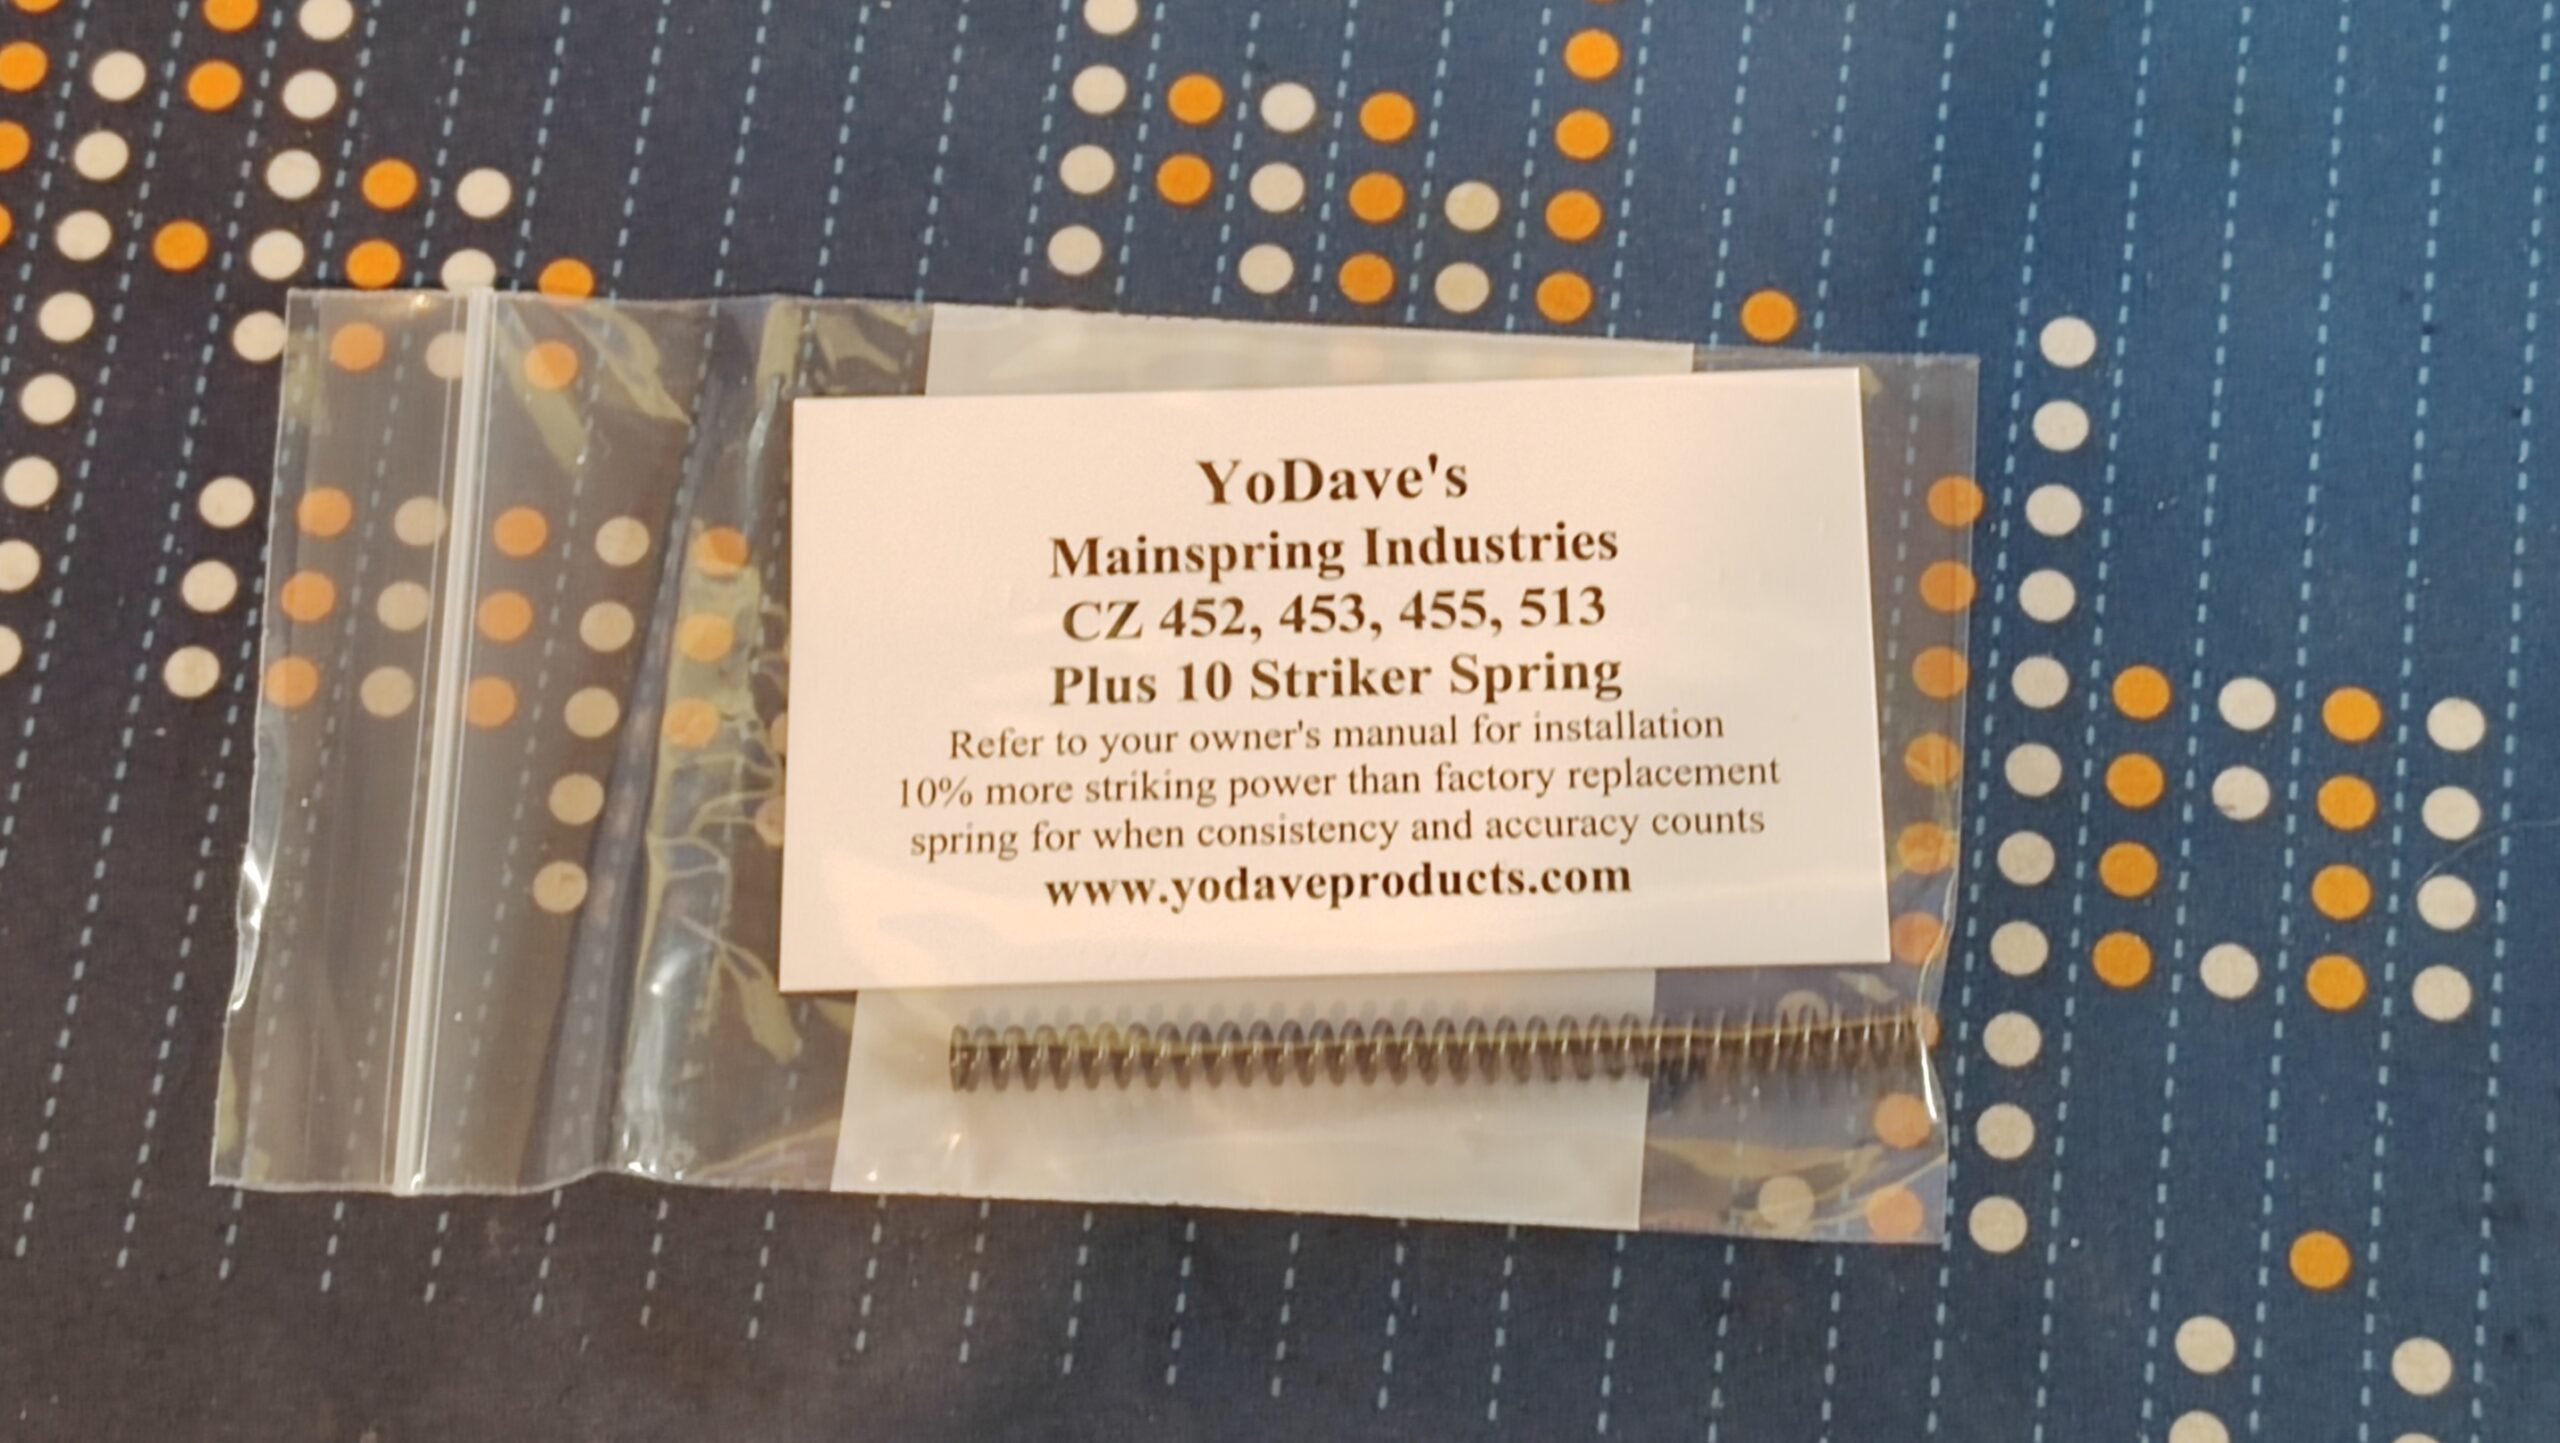 YoDave's
Mainspring Industries
CZ 452, 453, 455, 513
Plus 10 Striker Spring
Refer to your owner's manual for installation
10% more striking power than factory replacement
spring for when consistency and accuracy counts
www.yodaveproducts.com